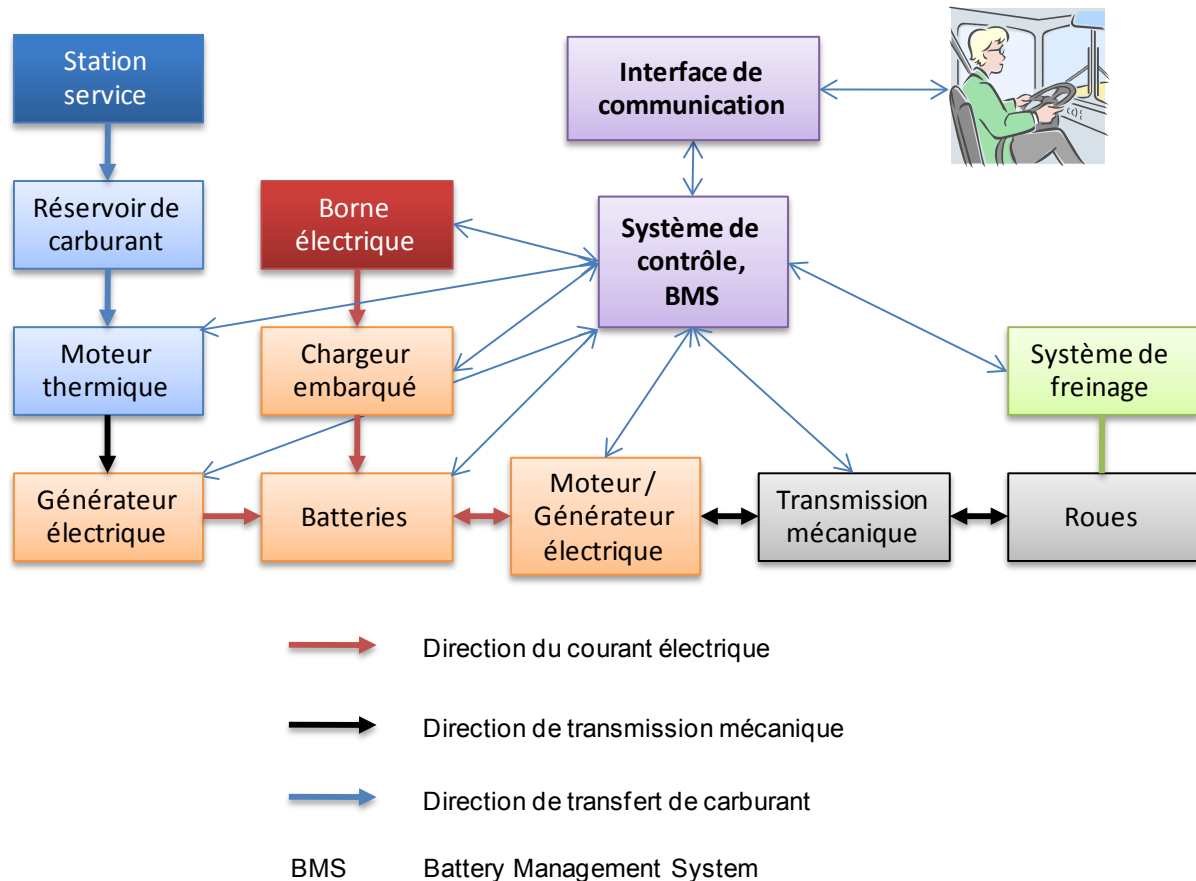 Station
service
Interface de
communication
Réservoir de
carburant
Borne
électrique
Système de
contrôle,
BMS
Moteur
thermique
Chargeur
embarqué
Système de
freinage
Générateur
électrique
Batteries
Moteur /
Générateur
électrique
Transmission
mécanique
Roues
Direction du courant électrique
Direction de transmission mécanique
Direction de transfert de carburant
BMS Battery Management System